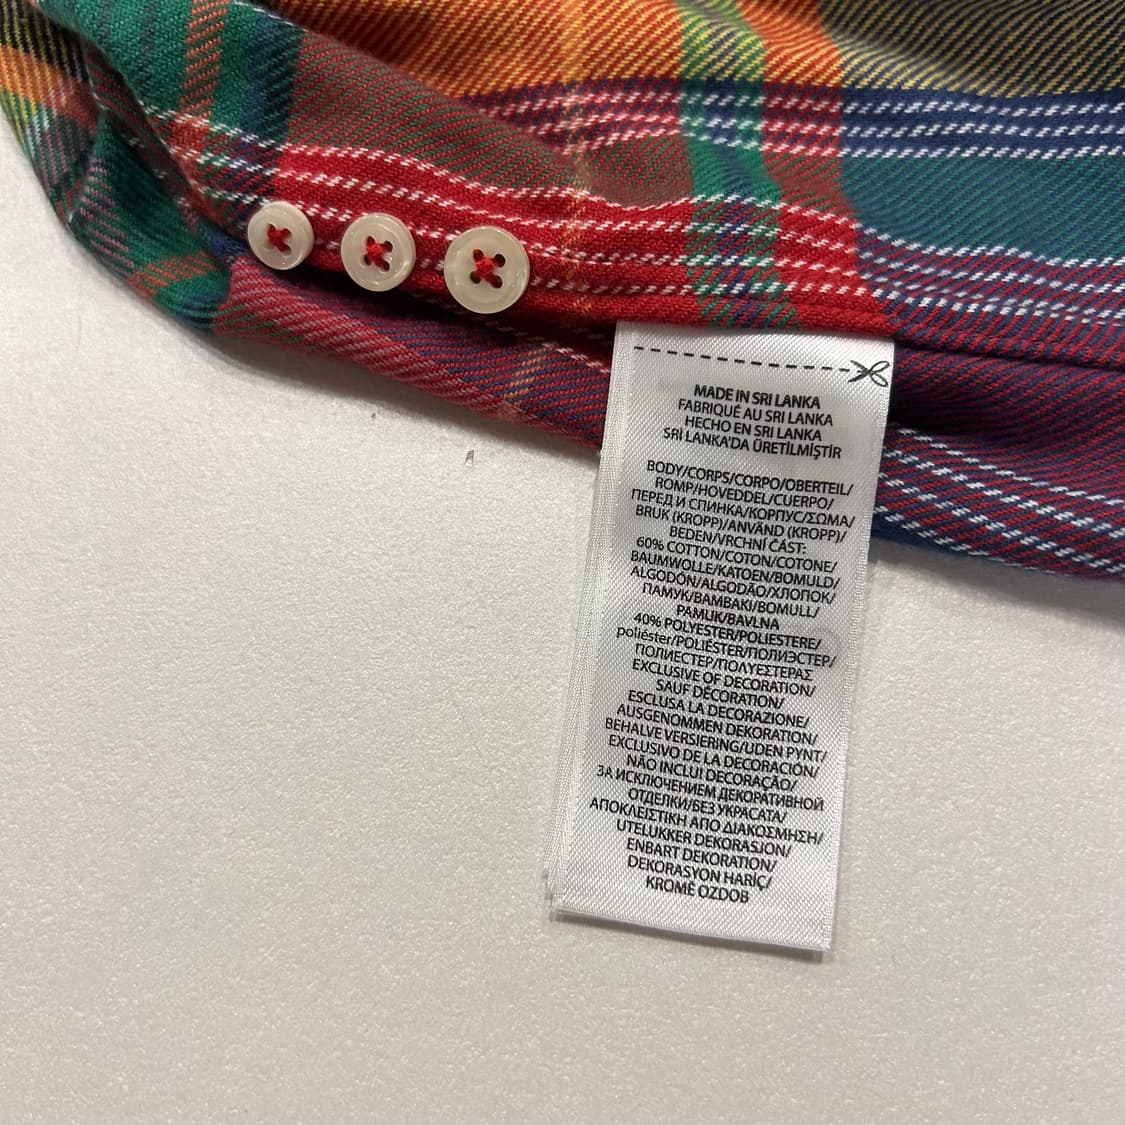 MADE IN SRI LANKA
FABRIQUÉ AU SRI LANKA
HECHO EN SRI LANKA
SRİ LANKA'DA ÜRETİLMİŞTİR
BODY/CORPS/CORPO/OBERTEIL/
ROMP/HOVEDDEL/CUERPO/
ПЕРЕД И СПИНКА/КОРПУС/ΣΩΜΑ/
BRUK (KROPP)/ANVÄND (KROPP)/
BEDEN/VRCHNÍ ČÁST:
60% COTTON/COTON/COTONE/
BAUMWOLLE/KATOEN/BOMULD/
ALGODÓN/ALGODÃO/ХЛОПОК/
ПАМУК/BAMBAKI/BOMULL/
PAMUK/BAVLNA
40% POLYESTER/POLIESTERE/
poliéster/POLIÉSTER/ПОЛИЭСТЕР/
ПОЛИЕСТЕР/ΠΟΛΥΕΣΤΕΡΑΣ
EXCLUSIVE OF DECORATION/
SAUF DÉCORATION/
ESCLUSA LA DECORAZIONE/
AUSGENOMMEN DEKORATION/
BEHALVE VERSIERING/UDEN PYNT/
EXCLUSIVO DE LA DECORACIÓN/
NÃO INCLUI DECORAÇÃO/
ЗА ИСКЛЮЧЕНИЕМ ДЕКОРАТИВНОЙ
ОТДЕЛКИ/БЕЗ УКРАСАТА/
ΑΠΟΚΛΕΙΣΤΙΚΗ ΑΠΟ ΔΙΑΚΟΣΜΗΣΗ/
UTELUKKER DEKORASJON/
ENBART DEKORATION/
DEKORASYON HARİÇ/
KROMĚ OZDOB